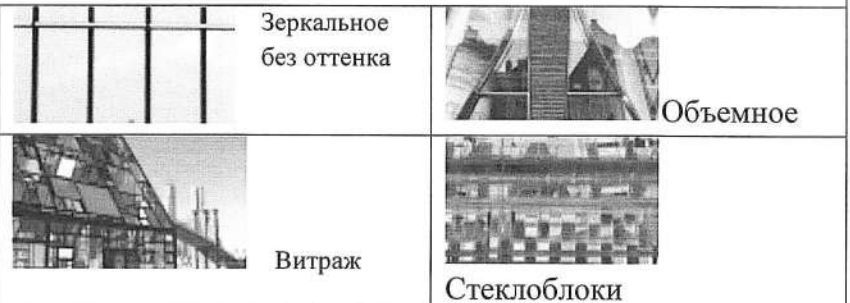 Зеркальное
без оттенка
Объемное
Витраж
Стеклоблоки